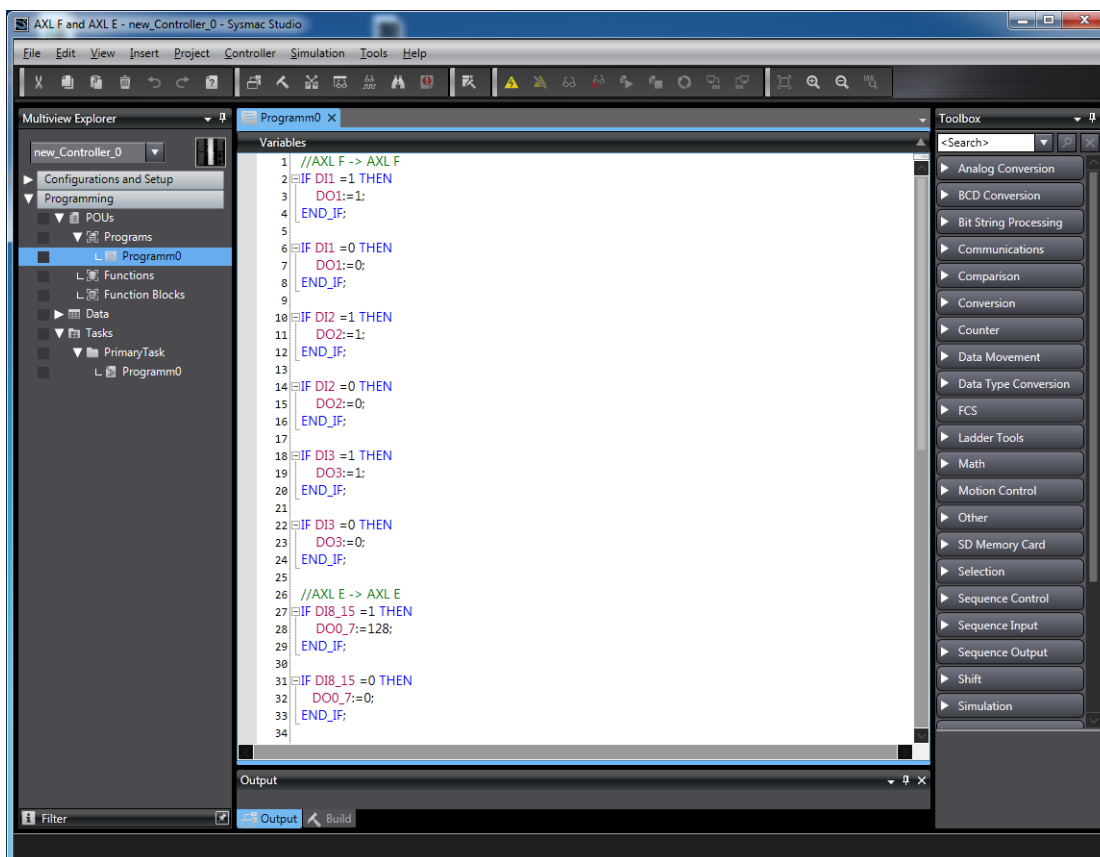 AXL F and AXL E - new_Controller_0 - Sysmac Studio
File Edit View Insert Project Controller Simulation Tools Help
Multiview Explorer
new_Controller_0
Configurations and Setup
Programming
POUs
Programs
Programm0
Functions
Function Blocks
Data
Tasks
PrimaryTask
Programm0
Programm0
Variables
1 //AXL F -> AXL F
2 IF DI1 =1 THEN
3 DO1:=1;
4 END_IF;
5
6 IF DI1 =0 THEN
7 DO1:=0;
8 END_IF;
9
10 IF DI2 =1 THEN
11 DO2:=1;
12 END_IF;
13
14 IF DI2 =0 THEN
15 DO2:=0;
16 END_IF;
17
18 IF DI3 =1 THEN
19 DO3:=1;
20 END_IF;
21
22 IF DI3 =0 THEN
23 DO3:=0;
24 END_IF;
25
26 //AXL E -> AXL E
27 IF DI8_15 =1 THEN
28 DO0_7:=128;
29 END_IF;
30
31 IF DI8_15 =0 THEN
32 DO0_7:=0;
33 END_IF;
34
Toolbox
<Search>
Analog Conversion
BCD Conversion
Bit String Processing
Communications
Comparison
Conversion
Counter
Data Movement
Data Type Conversion
FCS
Ladder Tools
Math
Motion Control
Other
SD Memory Card
Selection
Sequence Control
Sequence Input
Sequence Output
Shift
Simulation
Output
Filter
Output Build